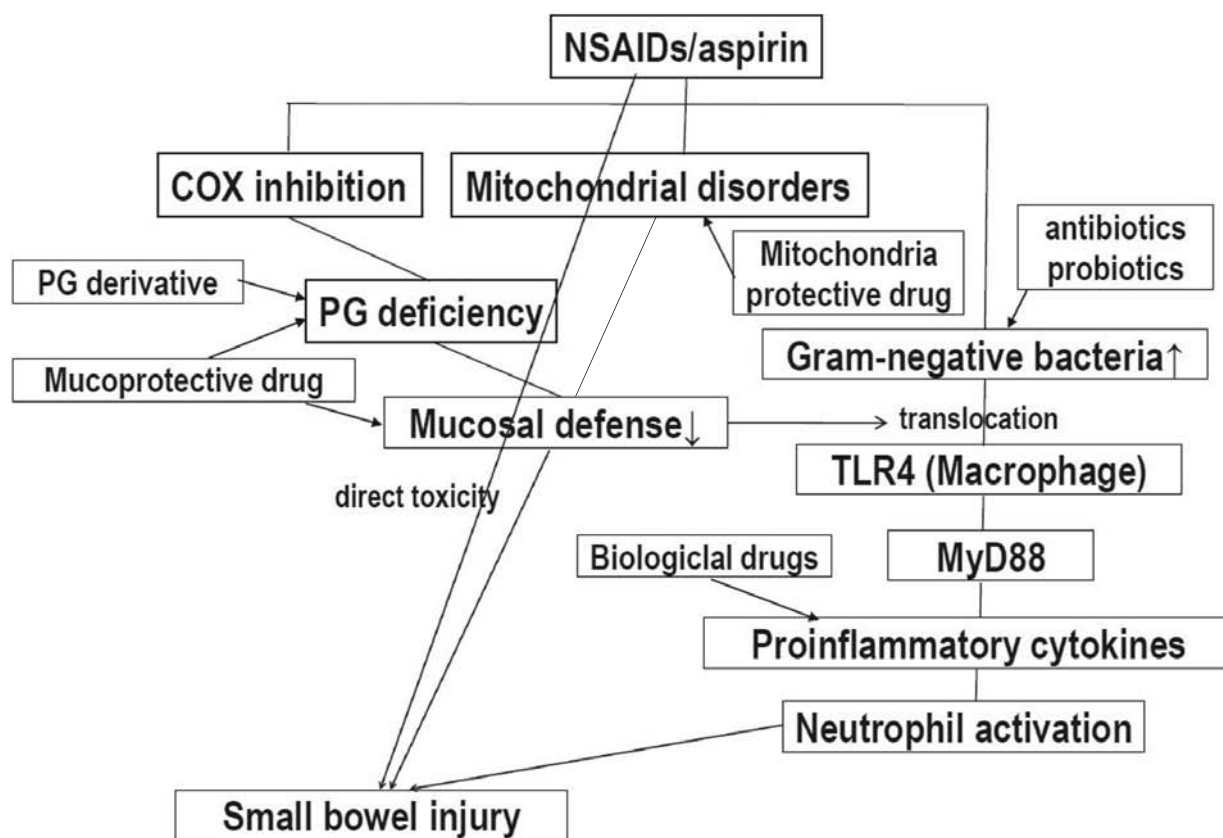 NSAIDs/aspirin
COX inhibition
Mitochondrial disorders
antibiotics
probiotics
Mitochondria
protective drug
PG derivative
PG deficiency
Gram-negative bacteria↑
Mucoprotective drug
Mucosal defense↓
translocation
TLR4 (Macrophage)
direct toxicity
Biologiclal drugs
MyD88
Proinflammatory cytokines
Neutrophil activation
Small bowel injury